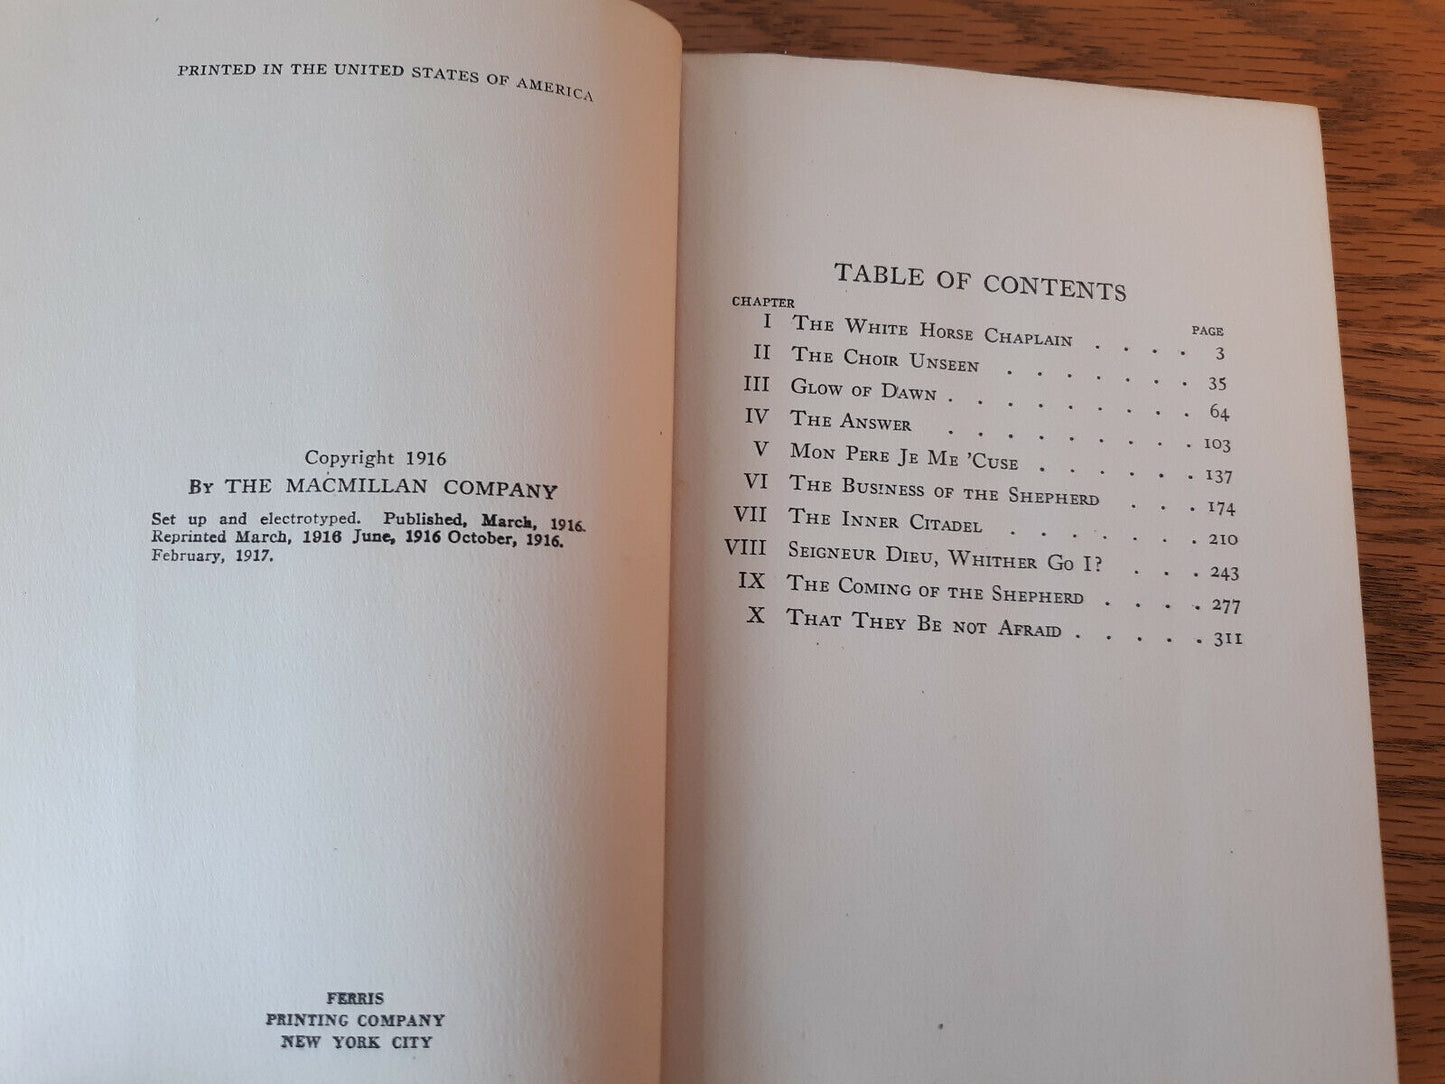 PRINTED IN THE UNITED STATES OF AMERICA
Copyright 1916
By THE MACMILLAN COMPANY
Set up and electrotyped. Published, March, 1916.
Reprinted March, 1916 June, 1916 October, 1916.
February, 1917.
FERRIS
PRINTING COMPANY
NEW YORK CITY
TABLE OF CONTENTS
CHAPTER PAGE
I The White Horse Chaplain . . . . 3
II The Choir Unseen . . . . . . . 35
III Glow of Dawn . . . . . . . . . 64
IV The Answer . . . . . . . . . 103
V Mon Pere Je Me 'Cuse . . . . . . 137
VI The Business of the Shepherd . . . 174
VII The Inner Citadel . . . . . . . 210
VIII Seigneur Dieu, Whither Go I? . . . 243
IX The Coming of the Shepherd . . . . 277
X That They Be not Afraid . . . . . 311